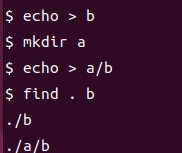 $ echo > b
$ mkdir a
$ echo > a/b
$ find . b
./b
./a/b